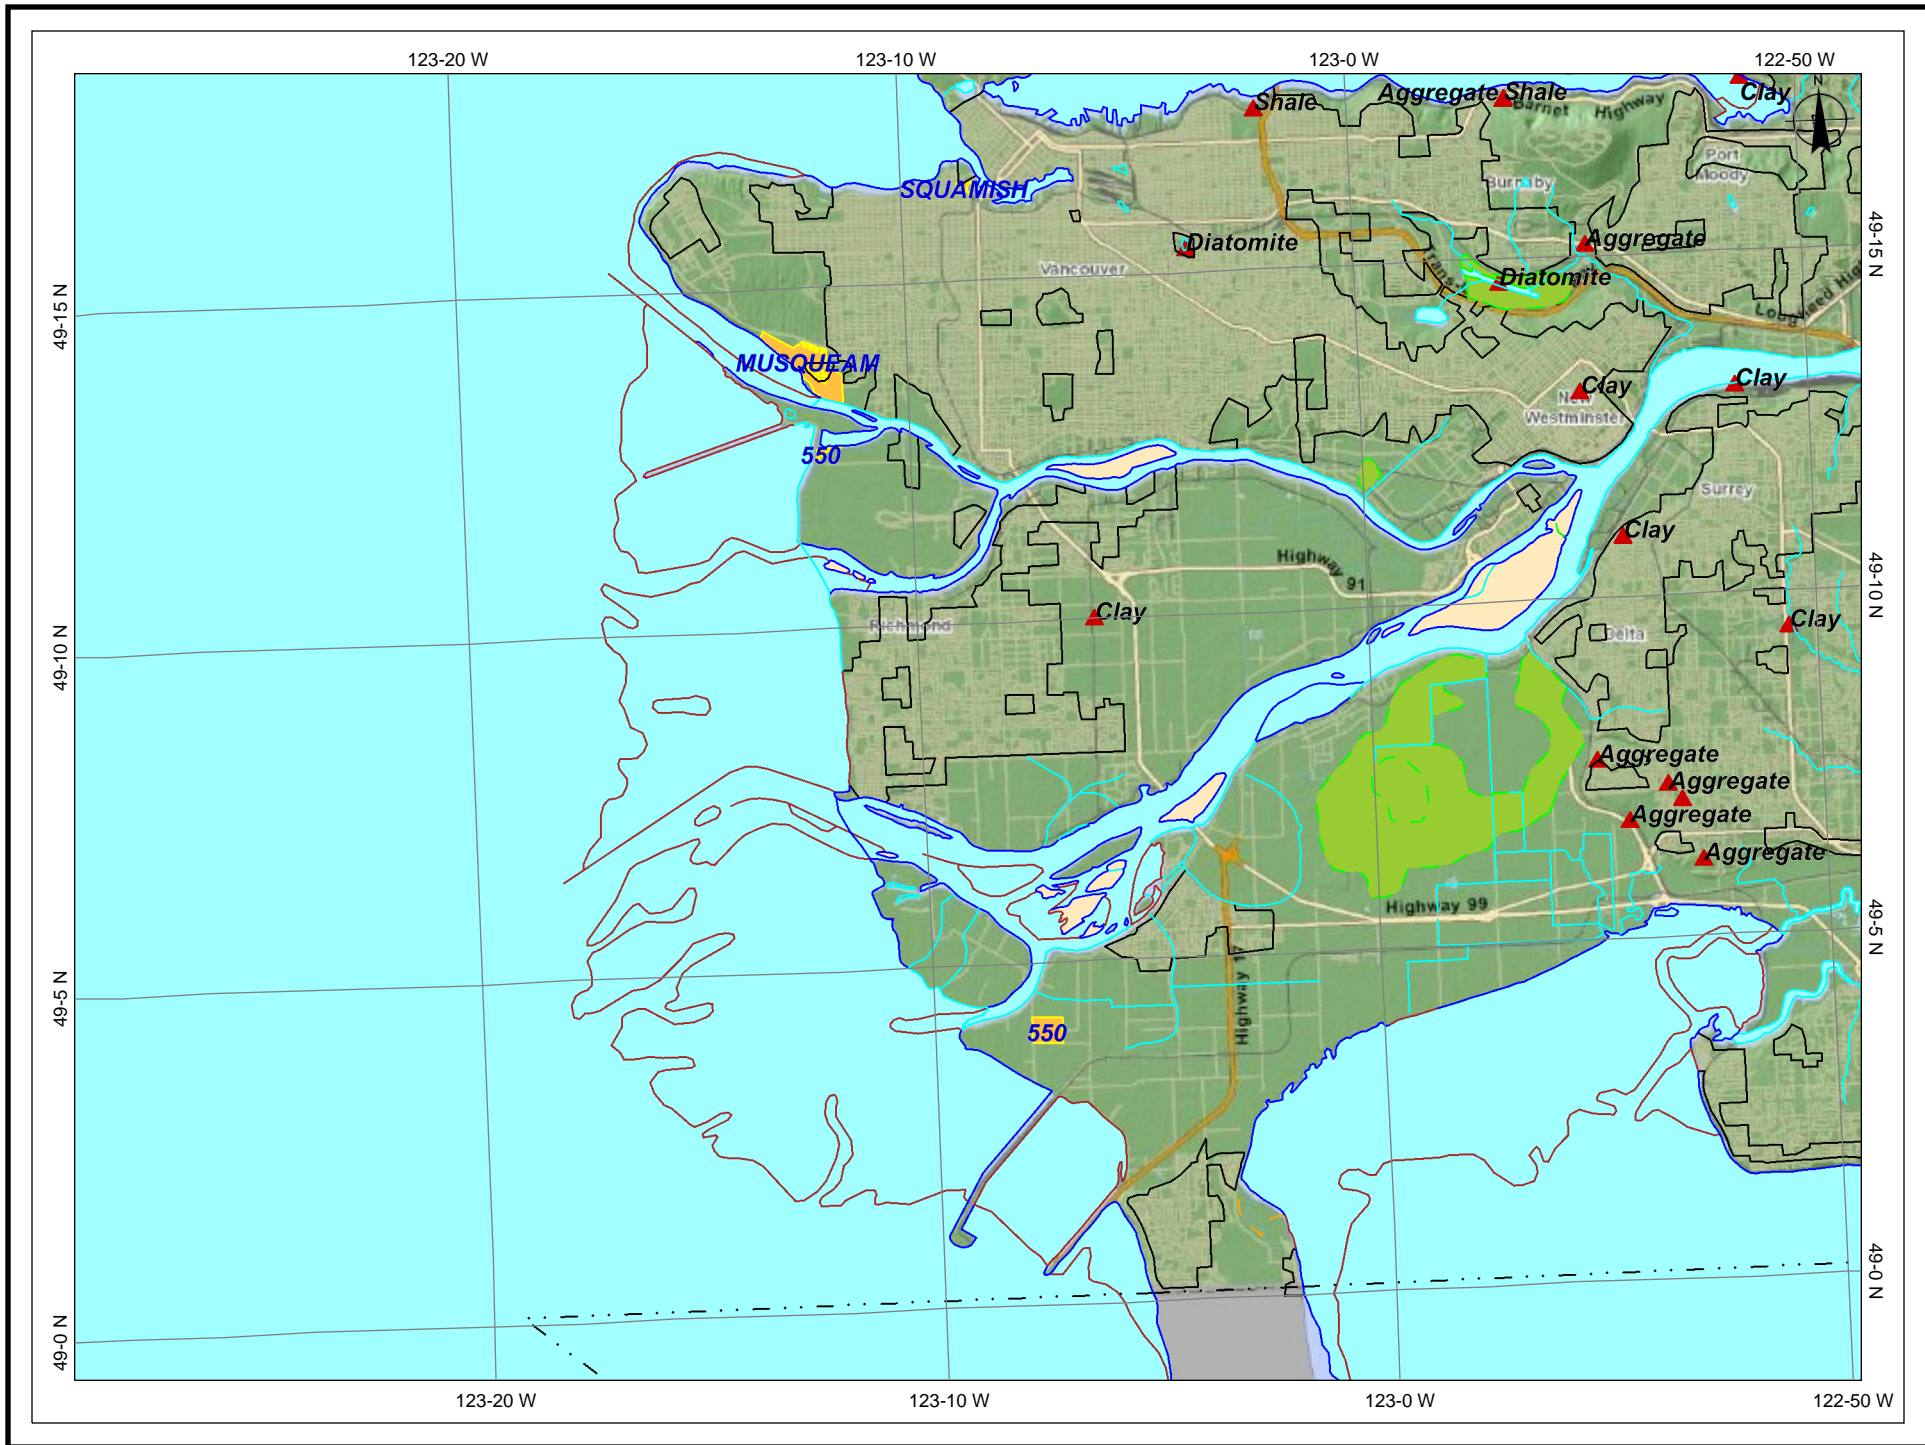 123-20 W
123-10 W
123-0 W
122-50 W
Shale
Aggregate
Shale
Clay
N
Barnet Highway
Port
Moody
Burnaby
SQUAMISH
Diatomite
Aggregate
49-15 N
Vancouver
Trans-
Diatomite
49-15 N
MUSQUEAM
Clay
Clay
New
Westminster
550
Surrey
Clay
Highway 91
49-10 N
Clay
Richmond
Clay
Delta
49-10 N
Aggregate
Aggregate
Aggregate
Aggregate
Highway 99
49-5 N
49-5 N
Highway 17
550
49-0 N
49-0 N
123-20 W
123-10 W
123-0 W
122-50 W